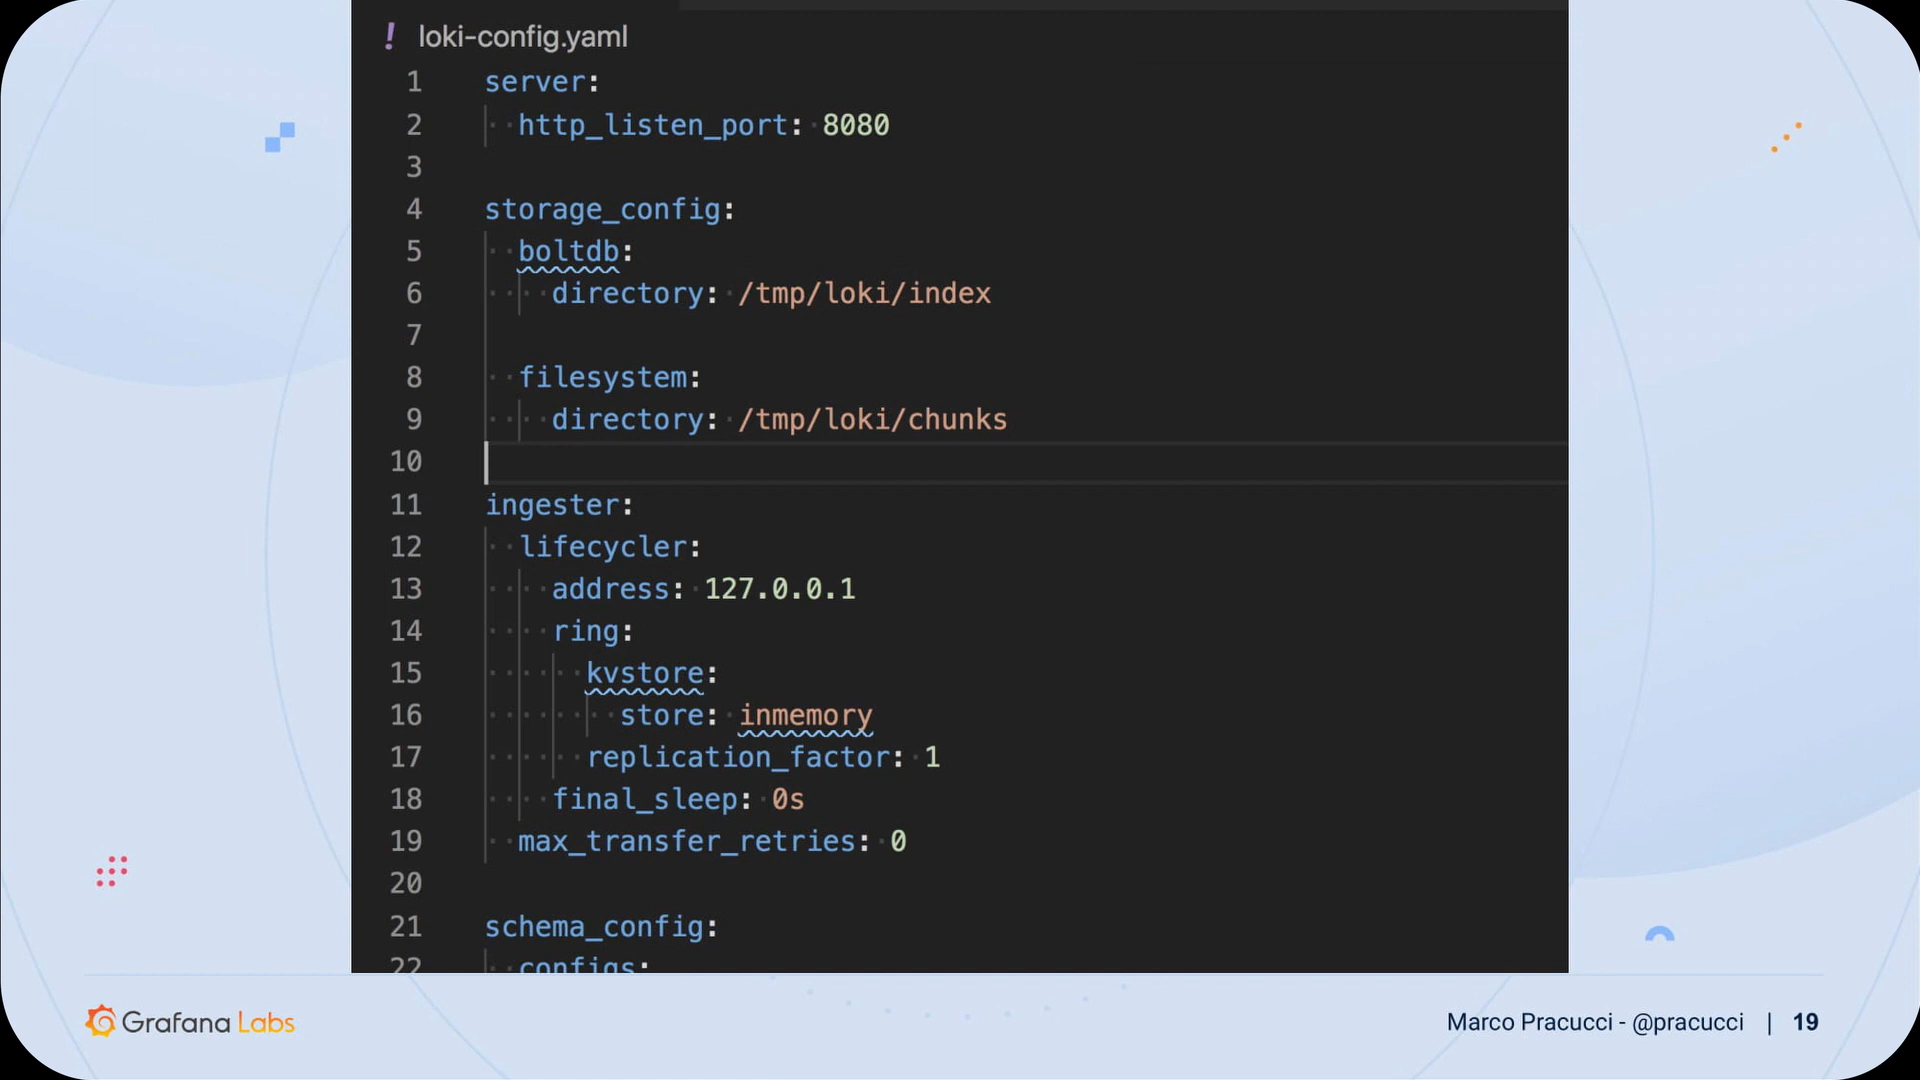 ! loki-config.yaml
1 server:
2   http_listen_port: 8080
3
4 storage_config:
5   boltdb:
6     directory: /tmp/loki/index
7
8   filesystem:
9     directory: /tmp/loki/chunks
10
11 ingester:
12   lifecycler:
13     address: 127.0.0.1
14     ring:
15       kvstore:
16         store: inmemory
17       replication_factor: 1
18     final_sleep: 0s
19   max_transfer_retries: 0
20
21 schema_config:
22   configs:
Grafana Labs
Marco Pracucci - @pracucci | 19